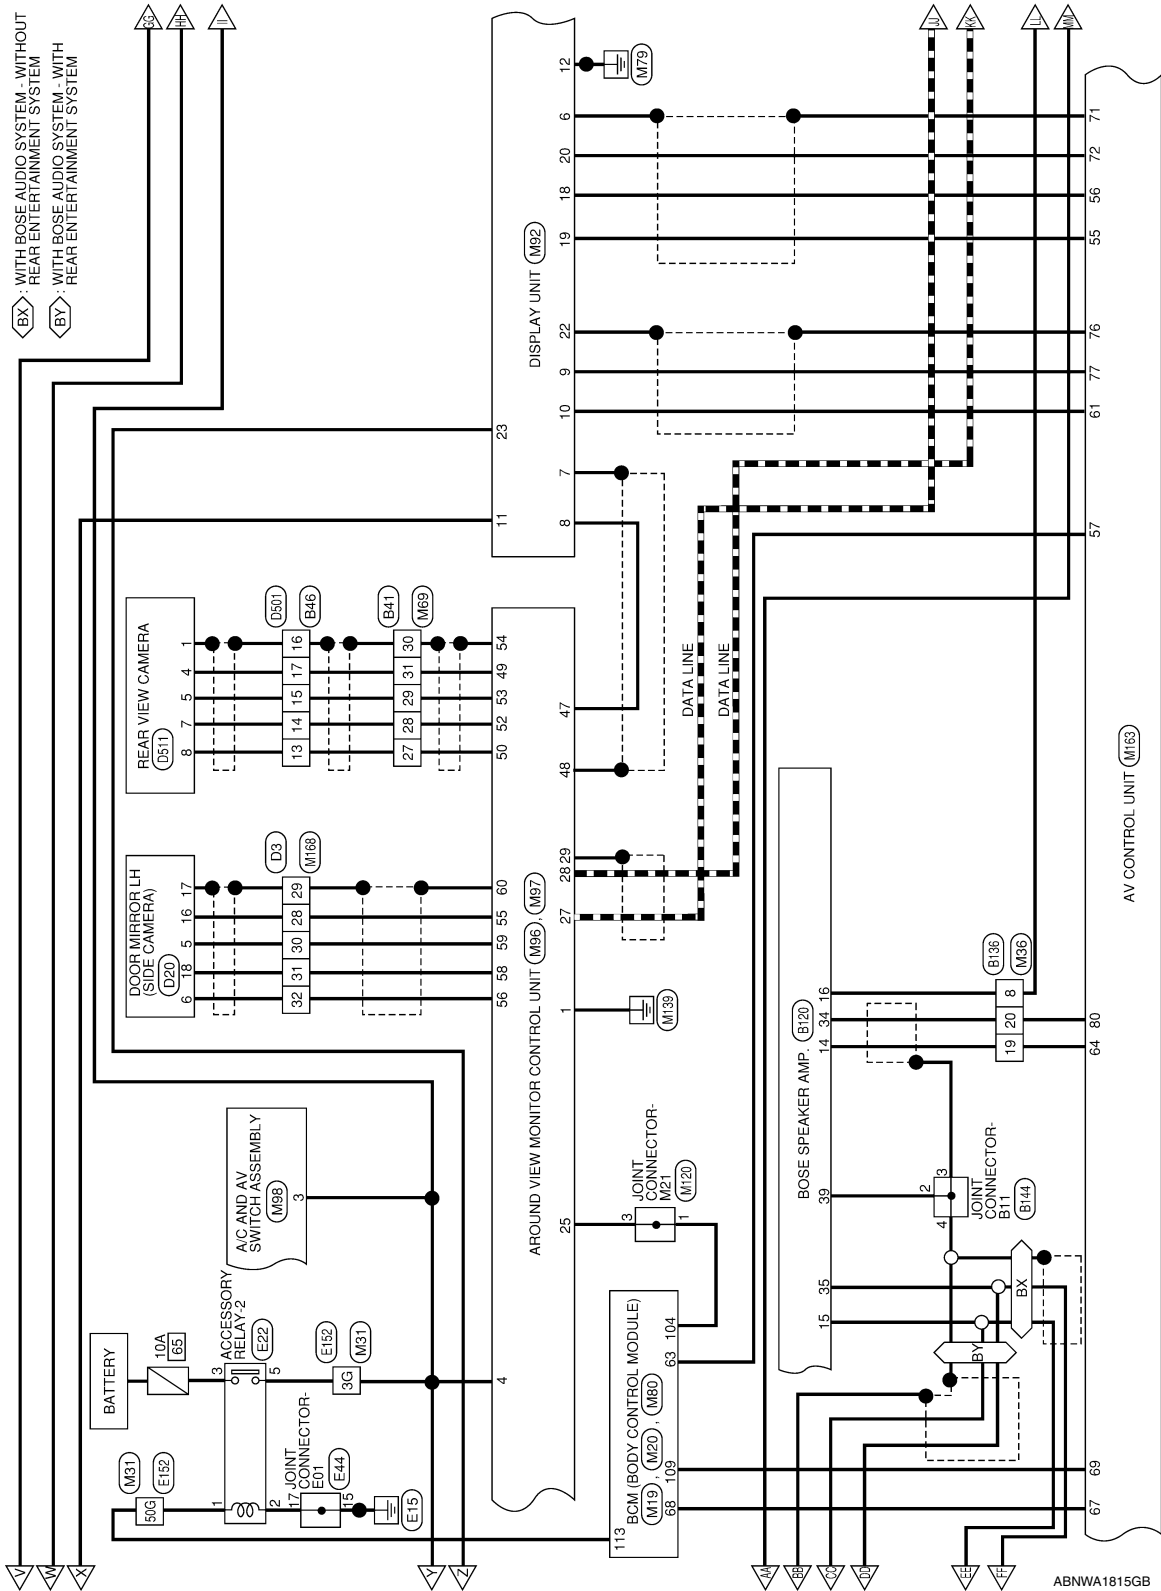 BX : WITH BOSE AUDIO SYSTEM - WITHOUT
REAR ENTERTAINMENT SYSTEM
BY : WITH BOSE AUDIO SYSTEM - WITH
REAR ENTERTAINMENT SYSTEM
GG
HH
II
JJ
KK
LL
MM
DISPLAY UNIT M92
12
6
20
18
19
22
9
10
7
8
23
11
M79
REAR VIEW CAMERA
D511
1
4
5
7
8
D501
B46
16
17
15
14
13
B41
M69
30
31
29
28
27
54
49
53
52
50
DOOR MIRROR LH
(SIDE CAMERA)
D20
17
16
5
18
6
D3
M168
29
28
30
31
32
60
55
59
58
56
AROUND VIEW MONITOR CONTROL UNIT M96 , M97
47
48
29
28
27
1
25
4
M139
DATA LINE
DATA LINE
A/C AND AV
SWITCH ASSEMBLY
M98
3
BATTERY
10A
65
ACCESSORY
RELAY-2
E22
3
5
1
2
E152
M31
3G
M31
E152
50G
JOINT
CONNECTOR-
E01
E44
17
15
E15
JOINT
CONNECTOR-
M21
M120
3
1
BCM (BODY CONTROL MODULE)
M19 , M20 , M80
104
63
109
68
113
BOSE SPEAKER AMP. B120
16
34
14
39
35
15
B136
M36
8
20
19
JOINT
CONNECTOR-
B11
B144
2
3
4
BX
BY
AV CONTROL UNIT M163
71
72
56
55
76
77
61
57
80
64
69
67
V
W
X
Y
Z
AA
BB
CC
DD
EE
FF
ABNWA1815GB